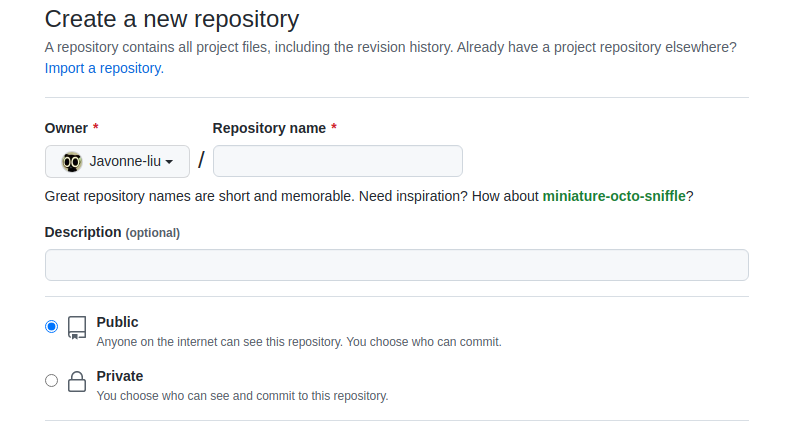 Create a new repository
A repository contains all project files, including the revision history. Already have a project repository elsewhere?
Import a repository.
Owner * Repository name *
Javonne-liu /
Great repository names are short and memorable. Need inspiration? How about miniature-octo-sniffle?
Description (optional)
Public
Anyone on the internet can see this repository. You choose who can commit.
Private
You choose who can see and commit to this repository.